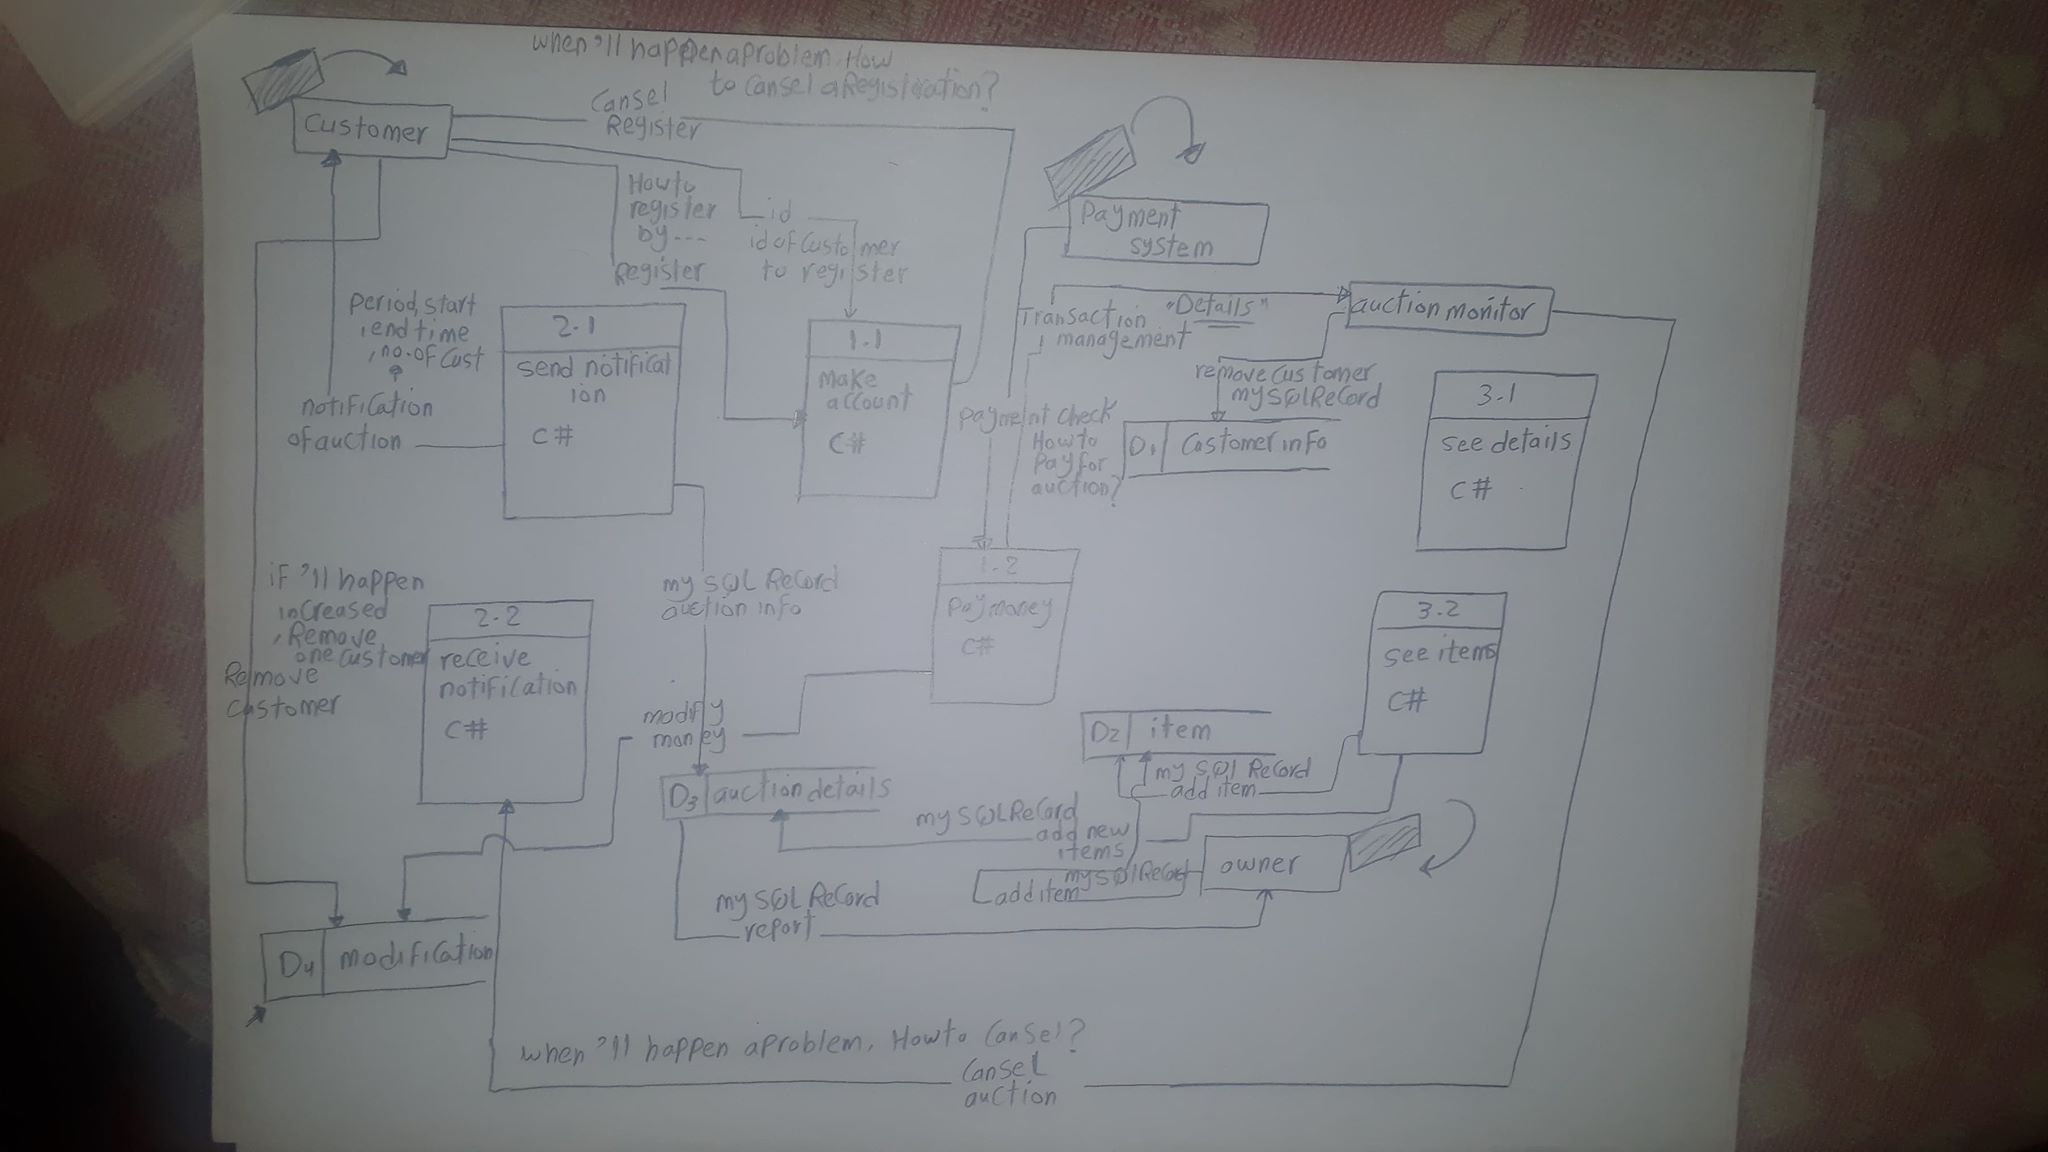 when'll happen a problem, How
to Cansel a Registration?
Cansel
Register
Customer
How to
register
by ---
Register
id
id of Customer
to register
Payment
system
period, start
, end time
, no. of Cust
notification
of auction
2.1
send notificat
ion
C#
1.1
Make
account
C#
Transaction
management
"Details"
auction monitor
remove customer
my SQL Record
D1
Customer info
Payment check
How to
Pay for
auction?
3.1
see details
C#
if 'll happen
increased
, Remove
one customer
Remove
customer
2.2
receive
notification
C#
my SQL Record
auction info
1.2
Pay money
C#
3.2
see items
C#
modify
money
D2
item
my SQL Record
add item
D3
auction details
my SQL Record
add new
items
my SQL Record
add item
owner
my SQL Record
report
D4
modification
when'll happen a problem, How to Cansel?
Cansel
auction